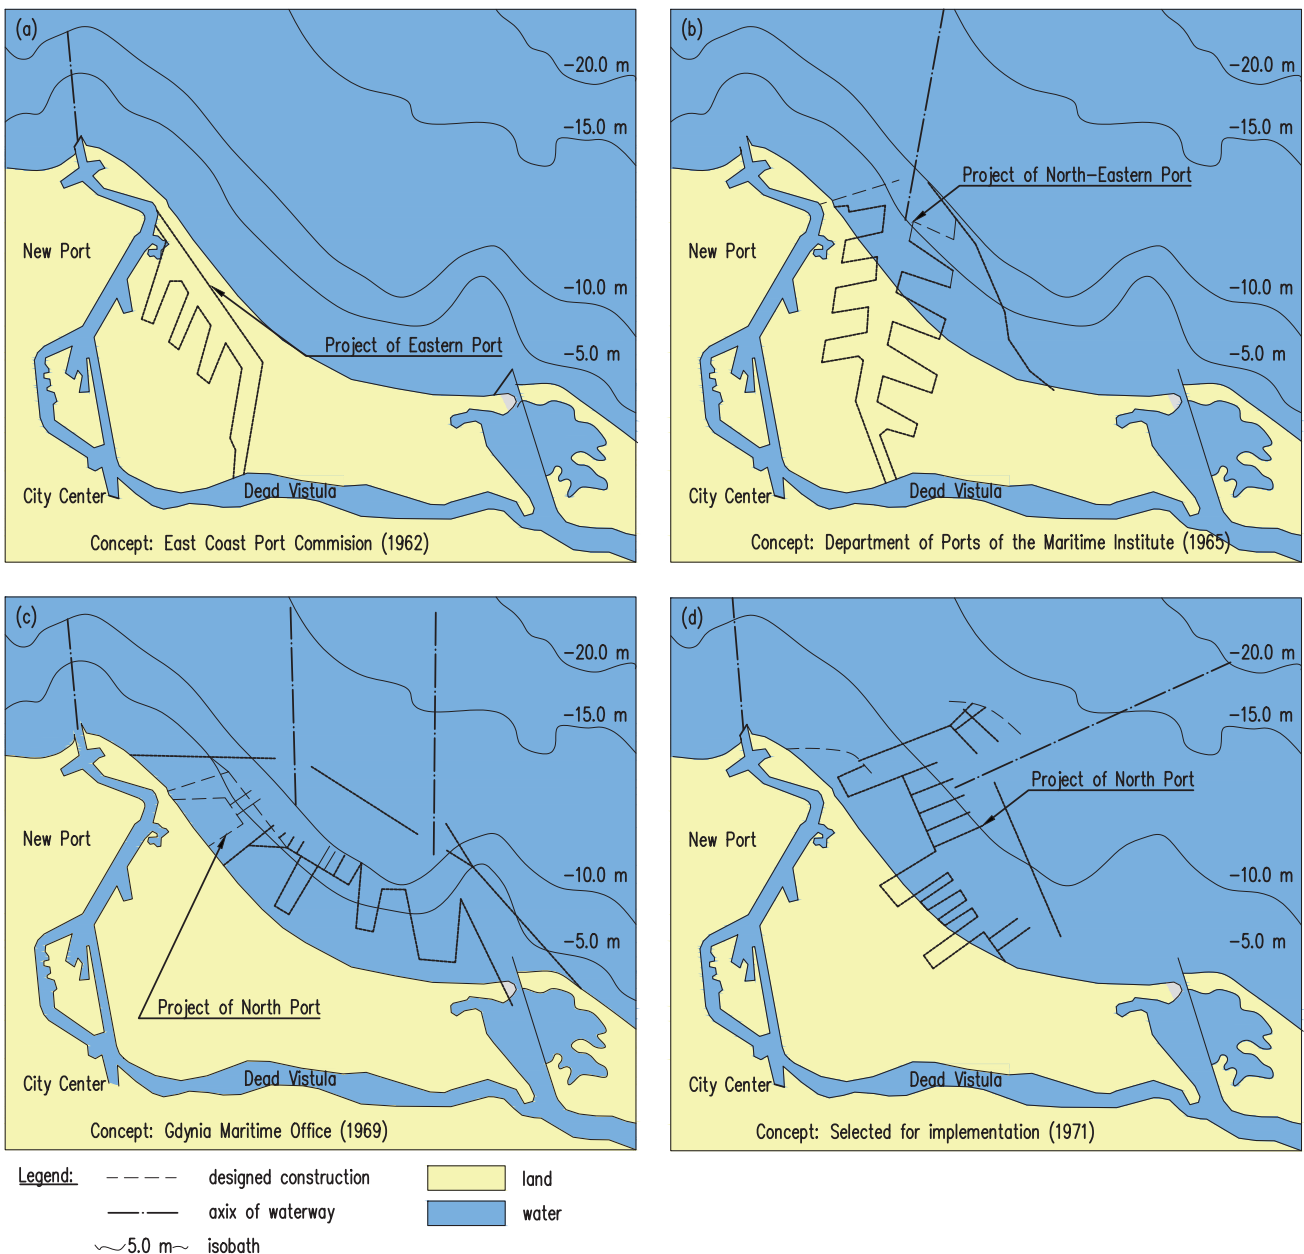 (a)
−20.0 m
−15.0 m
New Port
−10.0 m
Project of Eastern Port
−5.0 m
City Center
Dead Vistula
Concept: East Coast Port Commision (1962)
(b)
−20.0 m
−15.0 m
Project of North−Eastern Port
New Port
−10.0 m
−5.0 m
City Center
Dead Vistula
Concept: Department of Ports of the Maritime Institute (1965)
(c)
−20.0 m
−15.0 m
New Port
−10.0 m
−5.0 m
Project of North Port
City Center
Dead Vistula
Concept: Gdynia Maritime Office (1969)
(d)
−20.0 m
−15.0 m
Project of North Port
New Port
−10.0 m
−5.0 m
City Center
Dead Vistula
Concept: Selected for implementation (1971)
Legend:
designed construction
land
axix of waterway
water
5.0 m
isobath